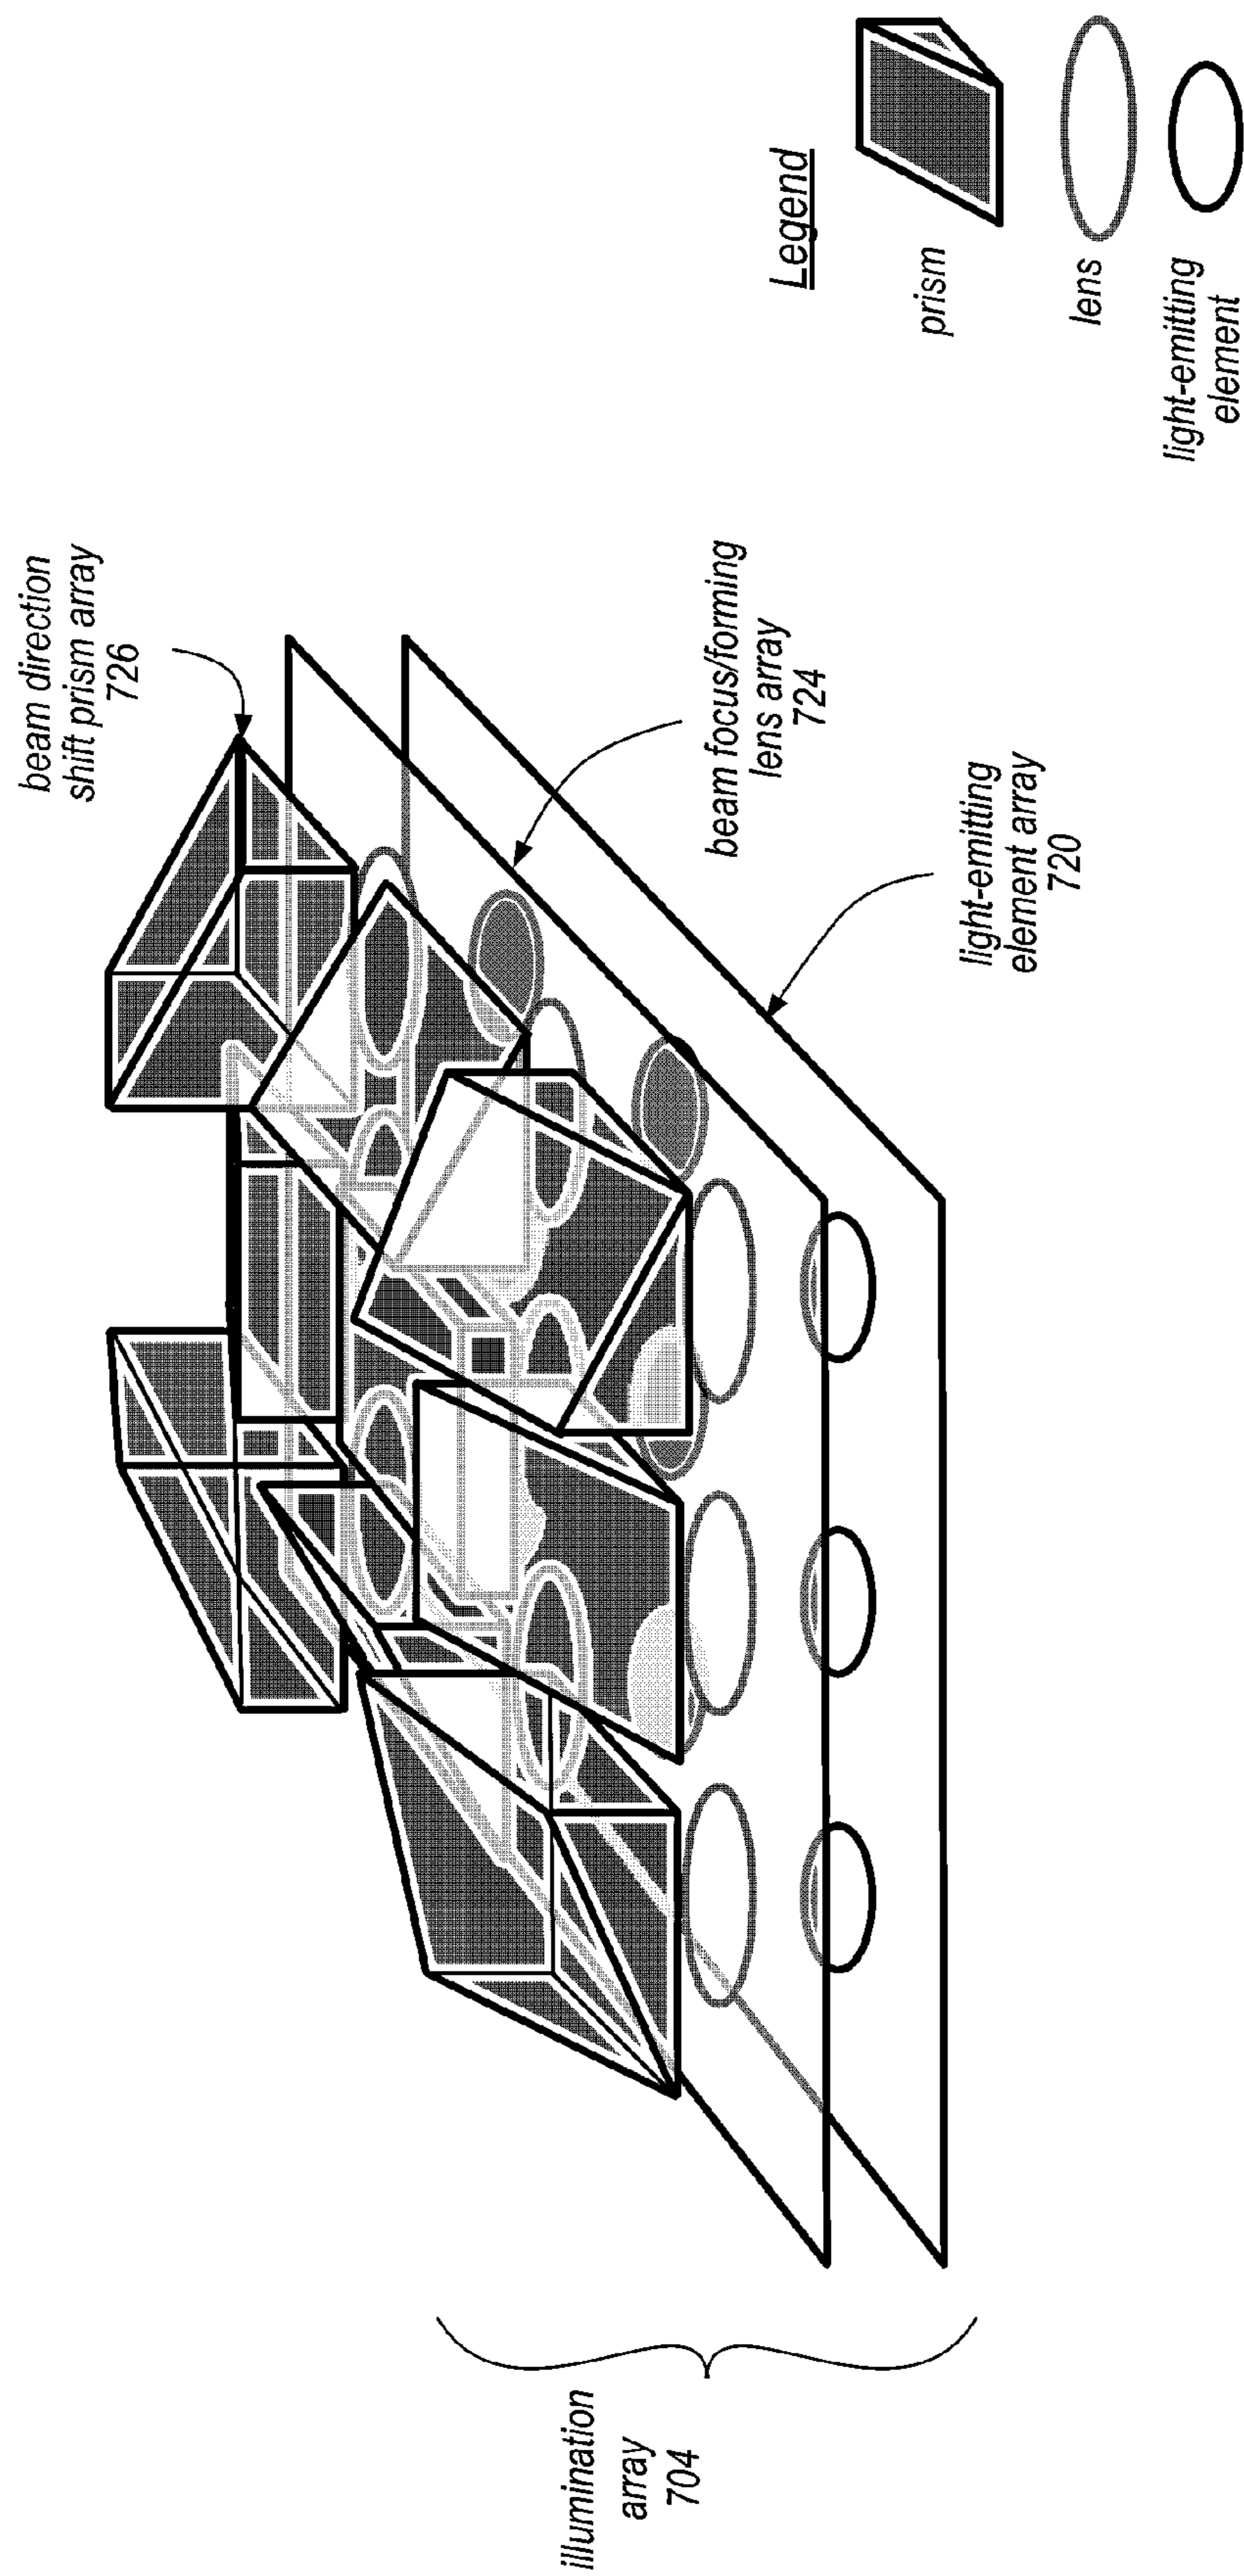 beam direction
shift prism array
726
beam focus/forming
lens array
724
light-emitting
element array
720
illumination
array
704
Legend
prism
lens
light-emitting
element